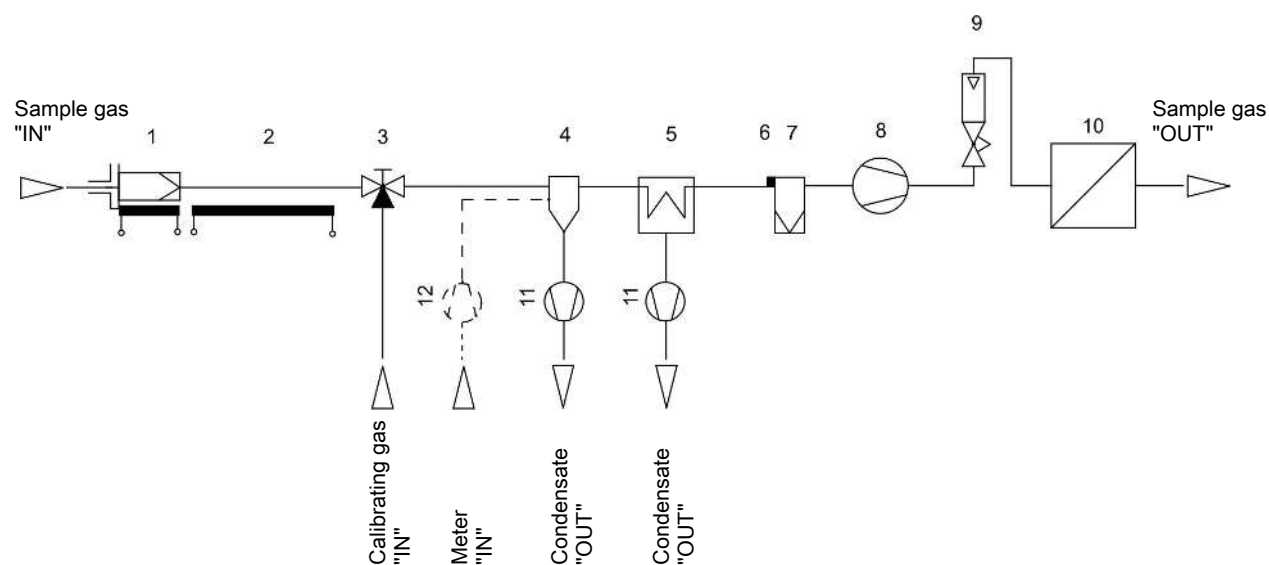 9
Sample gas
"IN"
1
2
3
4
5
6
7
8
10
Sample gas
"OUT"
12
11
11
Calibrating gas
"IN"
Meter
"IN"
Condensate
"OUT"
Condensate
"OUT"